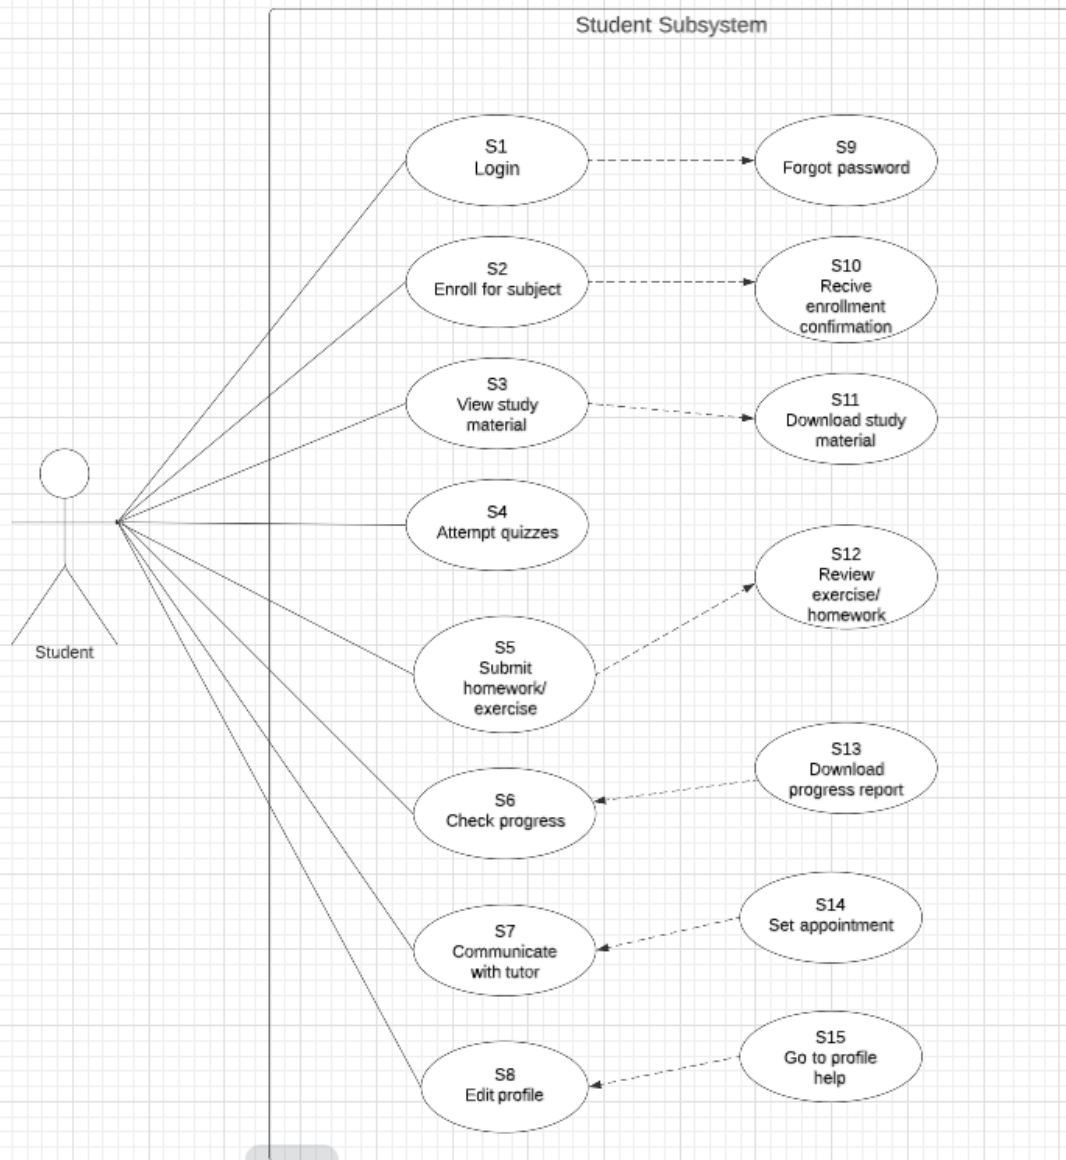 Student Subsystem
S1
Login
S9
Forgot password
S2
Enroll for subject
S10
Recive
enrollment
confirmation
S3
View study
material
S11
Download study
material
S4
Attempt quizzes
S12
Review
exercise/
homework
Student
S5
Submit
homework/
exercise
S13
Download
progress report
S6
Check progress
S14
Set appointment
S7
Communicate
with tutor
S15
Go to profile
help
S8
Edit profile